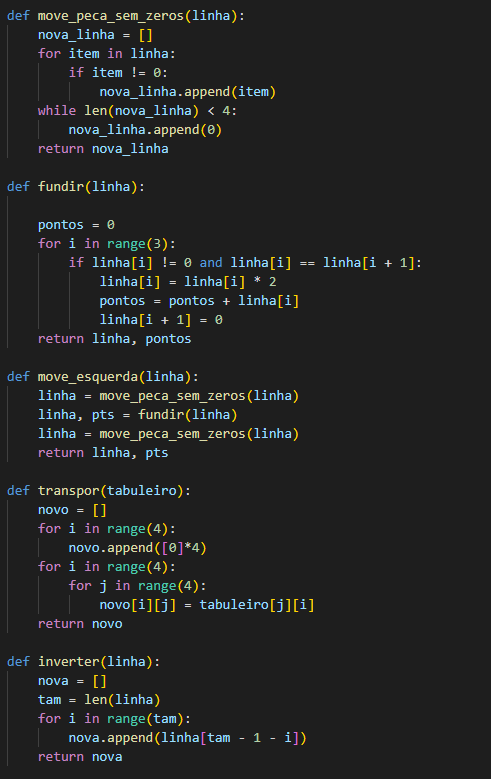 def move_peca_sem_zeros(linha):
    nova_linha = []
    for item in linha:
        if item != 0:
            nova_linha.append(item)
    while len(nova_linha) < 4:
        nova_linha.append(0)
    return nova_linha

def fundir(linha):

    pontos = 0
    for i in range(3):
        if linha[i] != 0 and linha[i] == linha[i + 1]:
            linha[i] = linha[i] * 2
            pontos = pontos + linha[i]
            linha[i + 1] = 0
    return linha, pontos

def move_esquerda(linha):
    linha = move_peca_sem_zeros(linha)
    linha, pts = fundir(linha)
    linha = move_peca_sem_zeros(linha)
    return linha, pts

def transpor(tabuleiro):
    novo = []
    for i in range(4):
        novo.append([0]*4)
    for i in range(4):
        for j in range(4):
            novo[i][j] = tabuleiro[j][i]
    return novo

def inverter(linha):
    nova = []
    tam = len(linha)
    for i in range(tam):
        nova.append(linha[tam - 1 - i])
    return nova